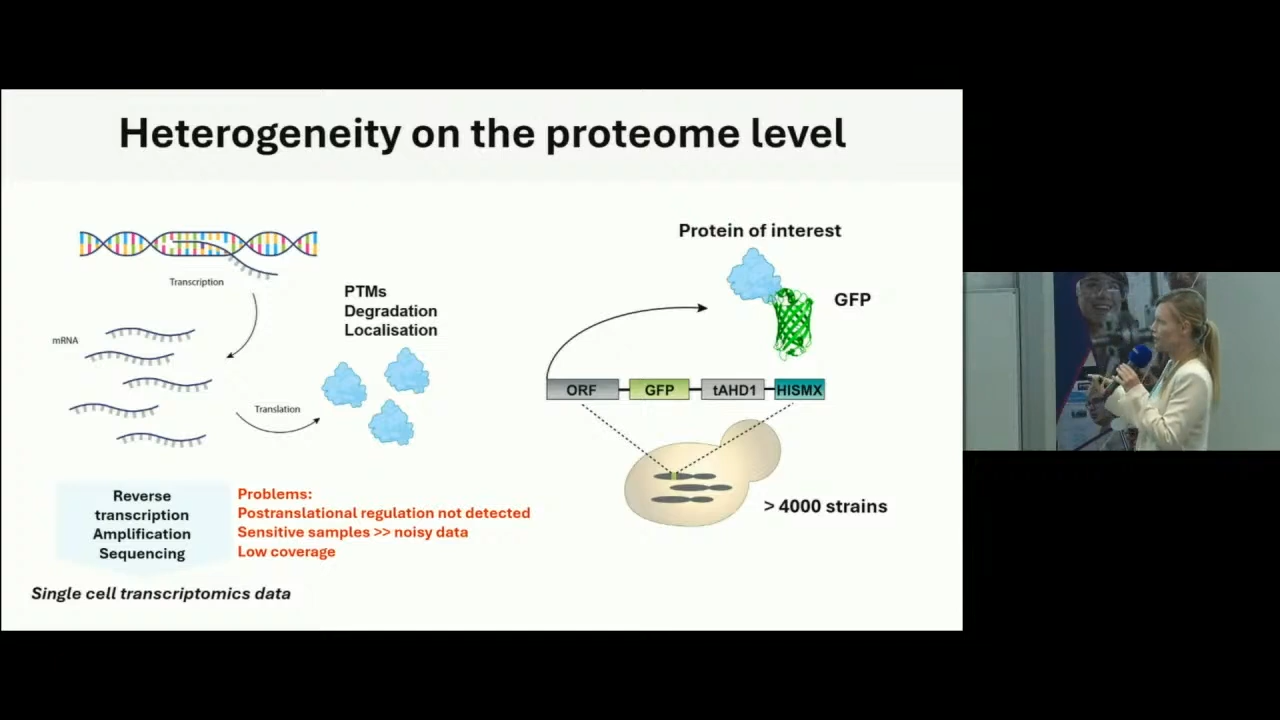 Heterogeneity on the proteome level
Transcription
mRNA
Translation
PTMs
Degradation
Localisation
Reverse
transcription
Amplification
Sequencing
Problems:
Postranslational regulation not detected
Sensitive samples >> noisy data
Low coverage
Single cell transcriptomics data
Protein of interest
GFP
ORF
GFP
tAHD1
HISMX
> 4000 strains